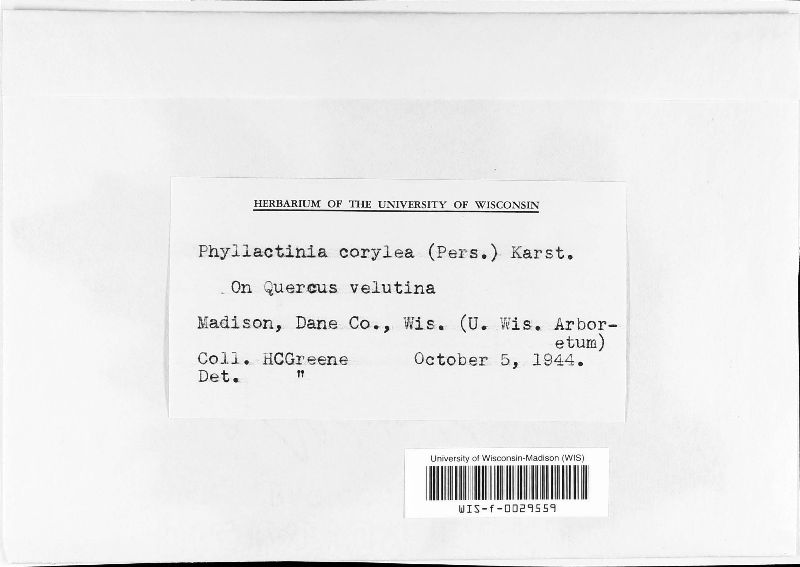 HERBARIUM OF THE UNIVERSITY OF WISCONSIN
Phyllactinia corylea (Pers.) Karst.
On Quercus velutina
Madison, Dane Co., Wis. (U. Wis. Arbor-
etum)
Coll. HCGreene October 5, 1944.
Det. "
University of Wisconsin-Madison (WIS)
WIS-f-0029559